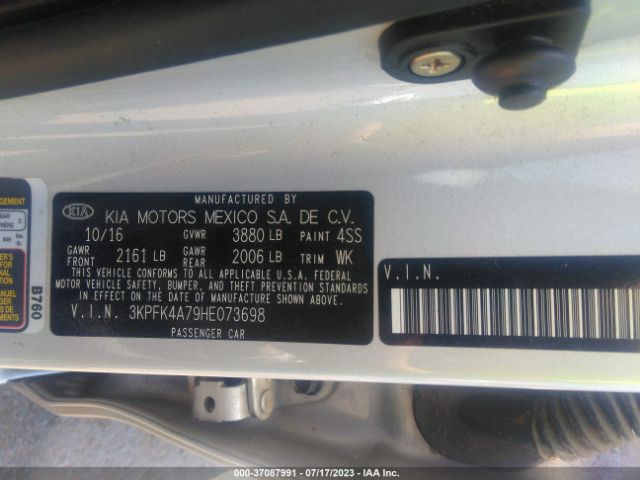 MANUFACTURED BY
KIA KIA MOTORS MEXICO S.A. DE C.V.
10/16 GVWR 3880 LB PAINT 4SS
GAWR FRONT 2161 LB GAWR REAR 2006 LB TRIM WK
THIS VEHICLE CONFORMS TO ALL APPLICABLE U.S.A. FEDERAL
MOTOR VEHICLE SAFETY, BUMPER, AND THEFT PREVENTION STANDARDS
IN EFFECT ON THE DATE OF MANUFACTURE SHOWN ABOVE.
V.I.N. 3KPFK4A79HE073698
PASSENGER CAR
V.I.N.
B760
000-37087991 - 07/17/2023 - IAA Inc.